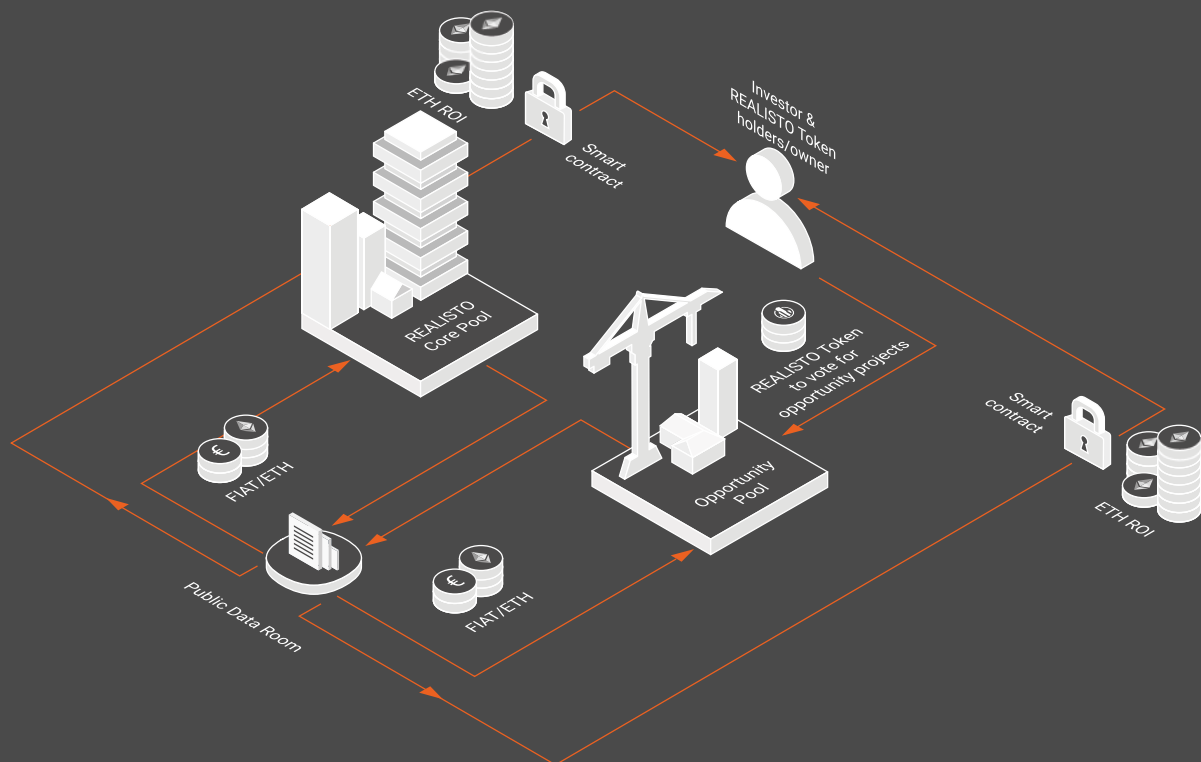 ETH ROI
Smart
contract
Investor &
REALISTO Token
holders/owner
REALISTO
Core Pool
REALISTO Token
to vote for
opportunity projects
Smart
contract
ETH ROI
FIAT/ETH
Opportunity
Pool
Public Data Room
FIAT/ETH